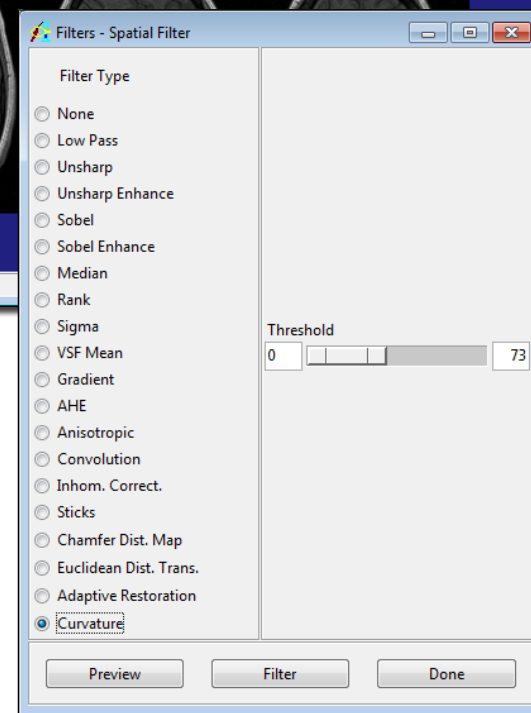 Filters - Spatial Filter
Filter Type
None
Low Pass
Unsharp
Unsharp Enhance
Sobel
Sobel Enhance
Median
Rank
Sigma
VSF Mean
Gradient
AHE
Anisotropic
Convolution
Inhom. Correct.
Sticks
Chamfer Dist. Map
Euclidean Dist. Trans.
Adaptive Restoration
Curvature
Threshold
0 73
Preview Filter Done